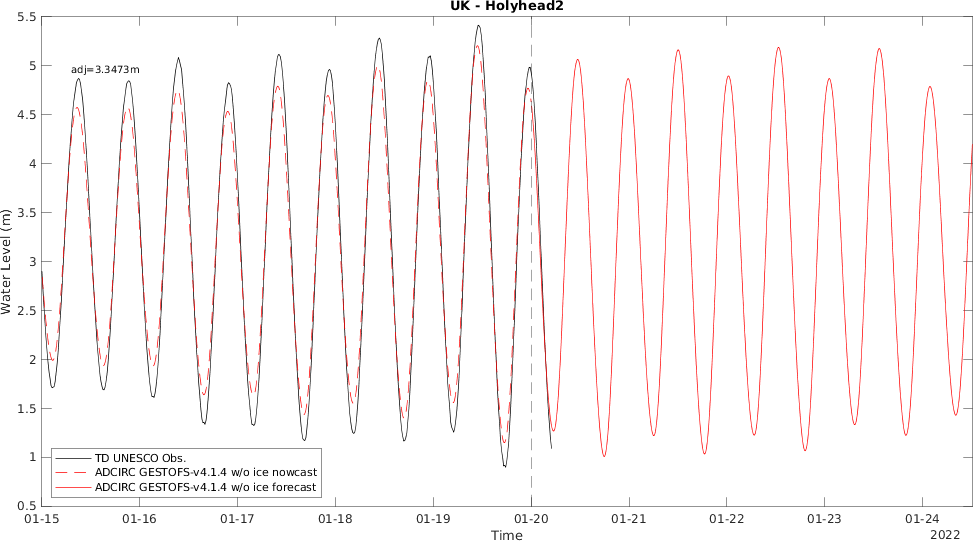 UK - Holyhead2
5.5
5
4.5
4
3.5
3
2.5
2
1.5
1
0.5
Water Level (m)
adj=3.3473m
TD UNESCO Obs.
ADCIRC GESTOFS-v4.1.4 w/o ice nowcast
ADCIRC GESTOFS-v4.1.4 w/o ice forecast
01-15 01-16 01-17 01-18 01-19 01-20 01-21 01-22 01-23 01-24
Time
2022